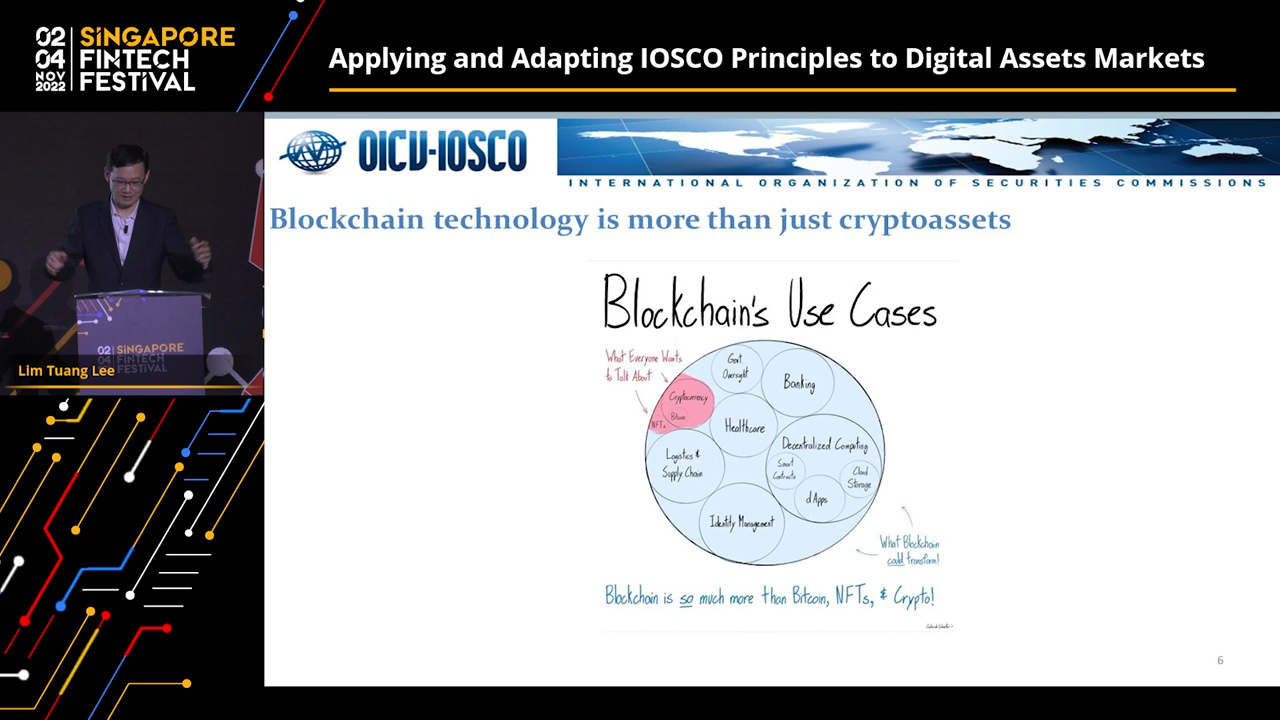 02
04
NOV
2022
SINGAPORE
FINTECH
FESTIVAL
Applying and Adapting IOSCO Principles to Digital Assets Markets
OICV-IOSCO
INTERNATIONAL ORGANIZATION OF SECURITIES COMMISSIONS
Blockchain technology is more than just cryptoassets
Blockchain's Use Cases
What Everyone Wants
to Talk About
Cryptocurrency
Bitcoin
NFTs
Gov't
Oversight
Banking
Healthcare
Logistics &
Supply Chain
Decentralized Computing
Smart
Contracts
Cloud
Storage
dApps
Identity Management
What Blockchain
could transform!
Blockchain is so much more than Bitcoin, NFTs, & Crypto!
6
02
04
SINGAPORE
FINTECH
FESTIVAL
Lim Tuang Lee